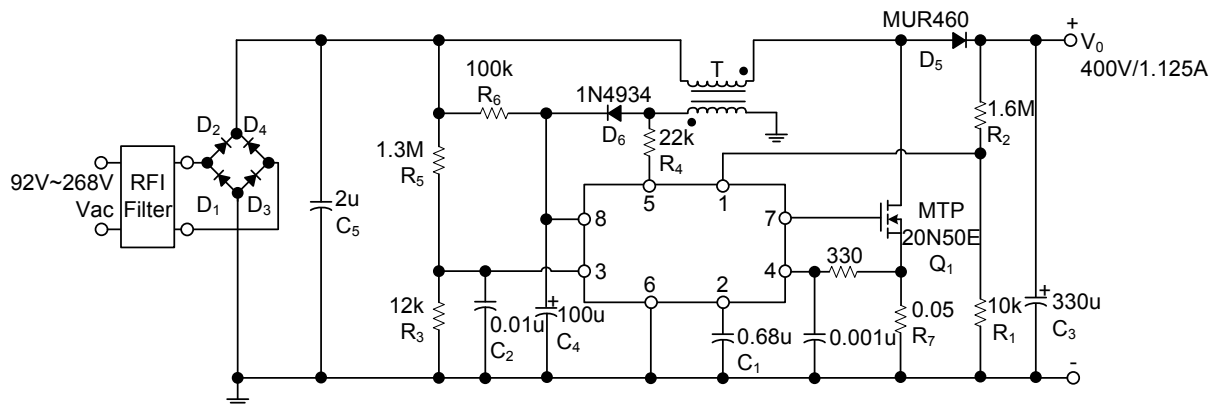 MUR460
+
V0
D5
400V/1.125A
T
100k
R6
1N4934
D6
22k
R4
1.6M
R2
D2
D4
1.3M
R5
92V~268V
Vac
RFI
Filter
D1
D3
2u
C5
5
1
8
7
3
4
6
2
MTP
20N50E
Q1
330
12k
R3
0.01u
C2
+
100u
C4
0.68u
C1
0.001u
0.05
R7
10k
R1
+
330u
C3
-